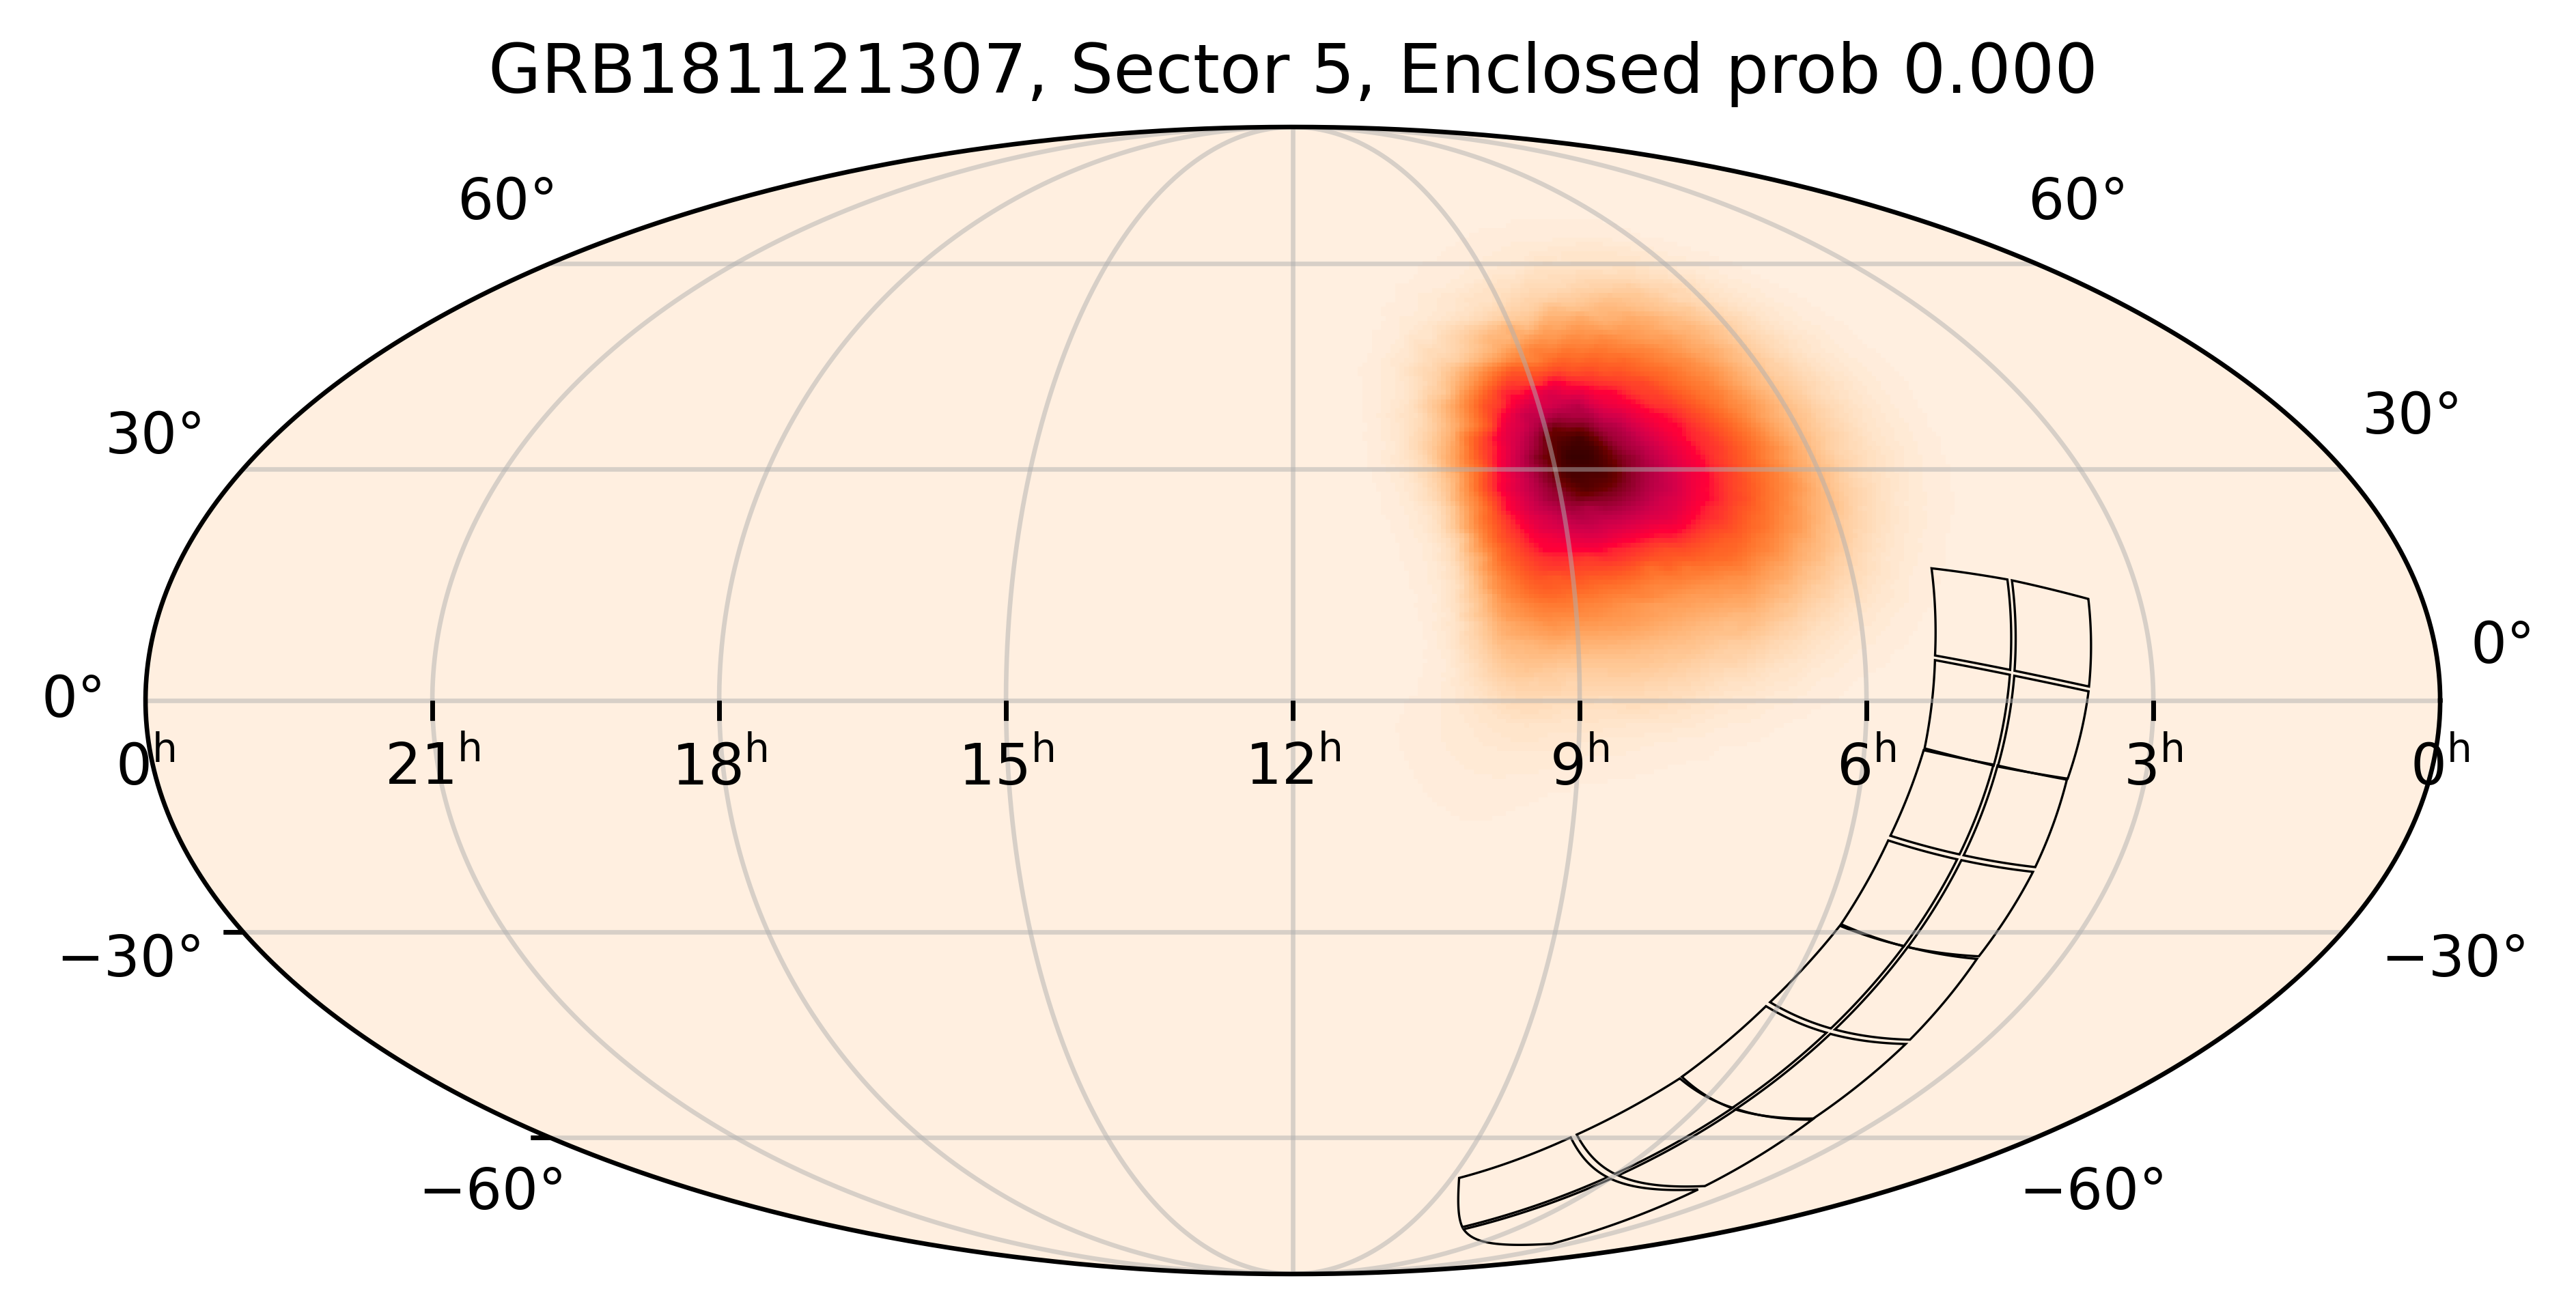 GRB181121307, Sector 5, Enclosed prob 0.000
60° 60°
30° 30°
0° 0°
0ʰ 21ʰ 18ʰ 15ʰ 12ʰ 9ʰ 6ʰ 3ʰ 0ʰ
−30° −30°
−60° −60°